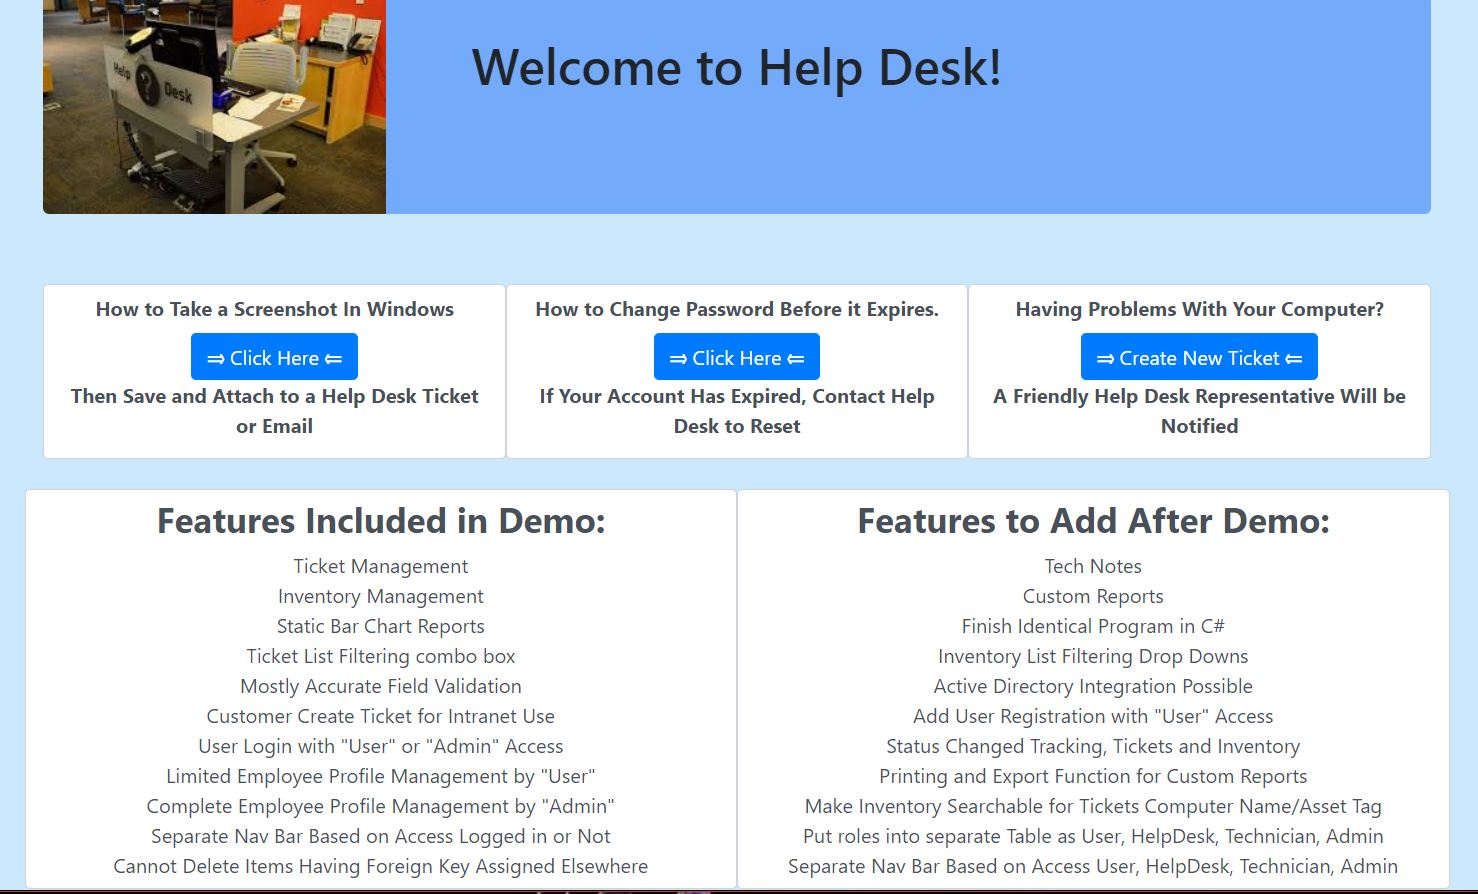 Help ? Desk
Welcome to Help Desk!
How to Take a Screenshot In Windows
⇒ Click Here ⇐
Then Save and Attach to a Help Desk Ticket
or Email
How to Change Password Before it Expires.
⇒ Click Here ⇐
If Your Account Has Expired, Contact Help
Desk to Reset
Having Problems With Your Computer?
⇒ Create New Ticket ⇐
A Friendly Help Desk Representative Will be
Notified
Features Included in Demo:
Ticket Management
Inventory Management
Static Bar Chart Reports
Ticket List Filtering combo box
Mostly Accurate Field Validation
Customer Create Ticket for Intranet Use
User Login with "User" or "Admin" Access
Limited Employee Profile Management by "User"
Complete Employee Profile Management by "Admin"
Separate Nav Bar Based on Access Logged in or Not
Cannot Delete Items Having Foreign Key Assigned Elsewhere
Features to Add After Demo:
Tech Notes
Custom Reports
Finish Identical Program in C#
Inventory List Filtering Drop Downs
Active Directory Integration Possible
Add User Registration with "User" Access
Status Changed Tracking, Tickets and Inventory
Printing and Export Function for Custom Reports
Make Inventory Searchable for Tickets Computer Name/Asset Tag
Put roles into separate Table as User, HelpDesk, Technician, Admin
Separate Nav Bar Based on Access User, HelpDesk, Technician, Admin